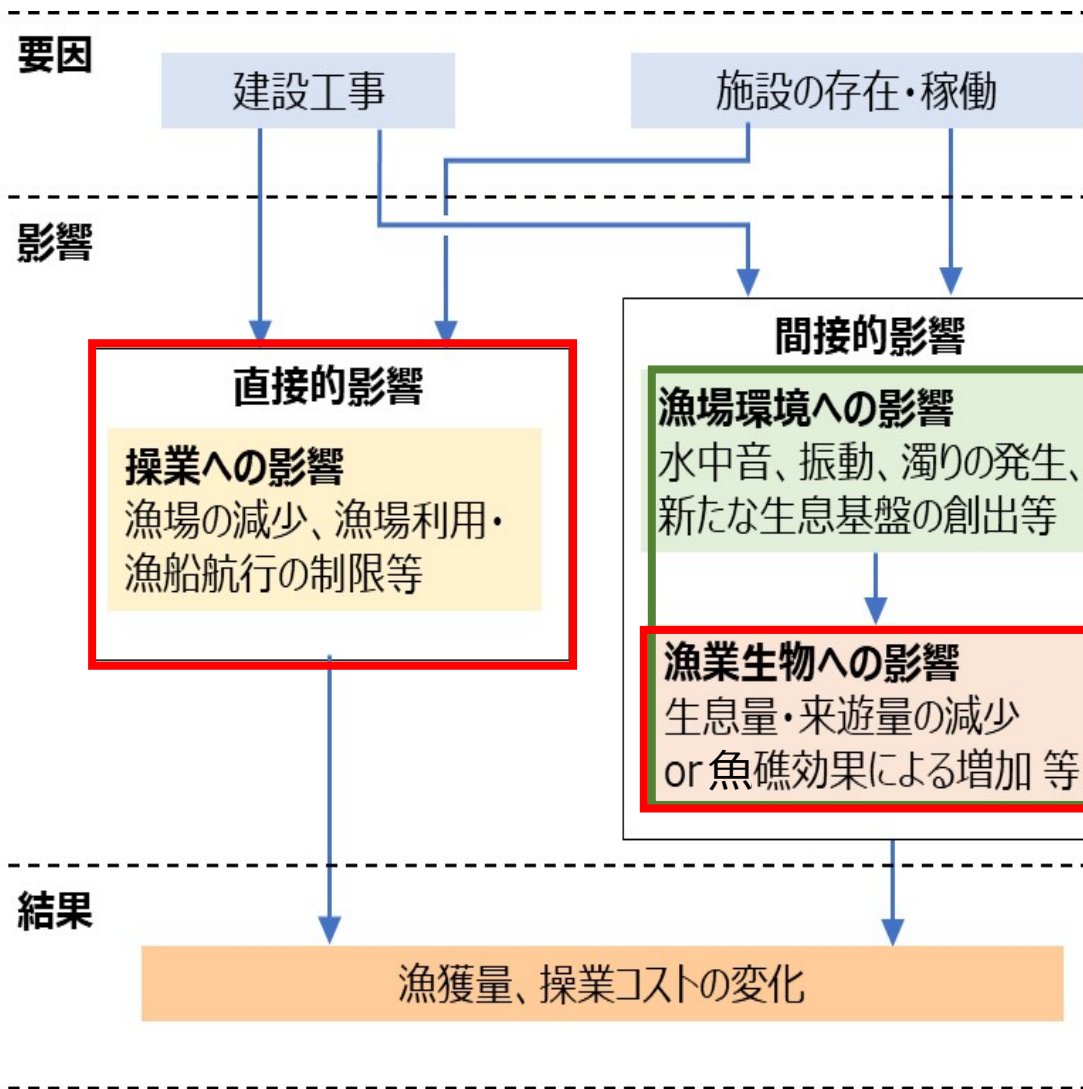 要因
建設工事
施設の存在・稼働
影響
直接的影響
操業への影響
漁場の減少、漁場利用・
漁船航行の制限等
間接的影響
漁場環境への影響
水中音、振動、濁りの発生、
新たな生息基盤の創出等
漁業生物への影響
生息量・来遊量の減少
or 魚礁効果による増加 等
結果
漁獲量、操業コストの変化